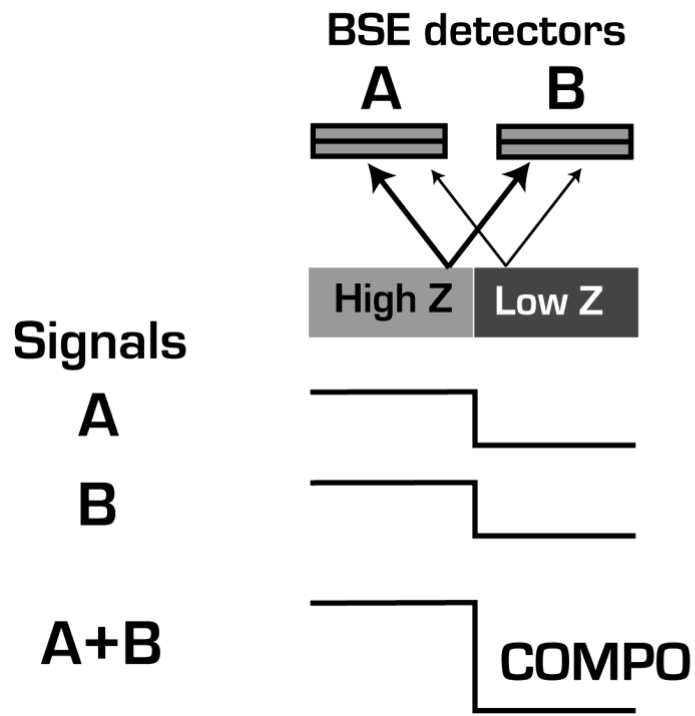 BSE detectors
A B
High Z Low Z
Signals
A
B
A+B
COMPO